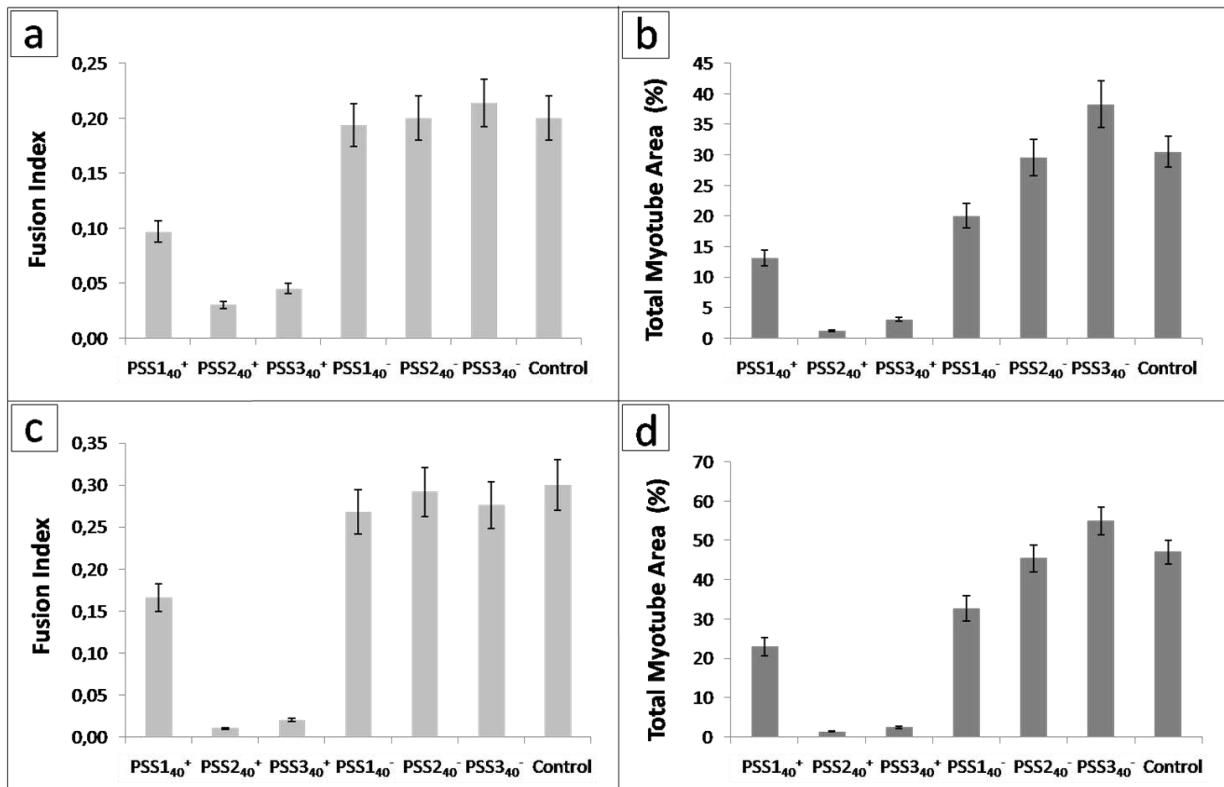 a
Fusion Index
0,25
0,20
0,15
0,10
0,05
0,00
PSS1₄₀⁺ PSS2₄₀⁺ PSS3₄₀⁺ PSS1₄₀⁻ PSS2₄₀⁻ PSS3₄₀⁻ Control
b
Total Myotube Area (%)
45
40
35
30
25
20
15
10
5
0
PSS1₄₀⁺ PSS2₄₀⁺ PSS3₄₀⁺ PSS1₄₀⁻ PSS2₄₀⁻ PSS3₄₀⁻ Control
c
Fusion Index
0,35
0,30
0,25
0,20
0,15
0,10
0,05
0,00
PSS1₄₀⁺ PSS2₄₀⁺ PSS3₄₀⁺ PSS1₄₀⁻ PSS2₄₀⁻ PSS3₄₀⁻ Control
d
Total Myotube Area (%)
70
60
50
40
30
20
10
0
PSS1₄₀⁺ PSS2₄₀⁺ PSS3₄₀⁺ PSS1₄₀⁻ PSS2₄₀⁻ PSS3₄₀⁻ Control